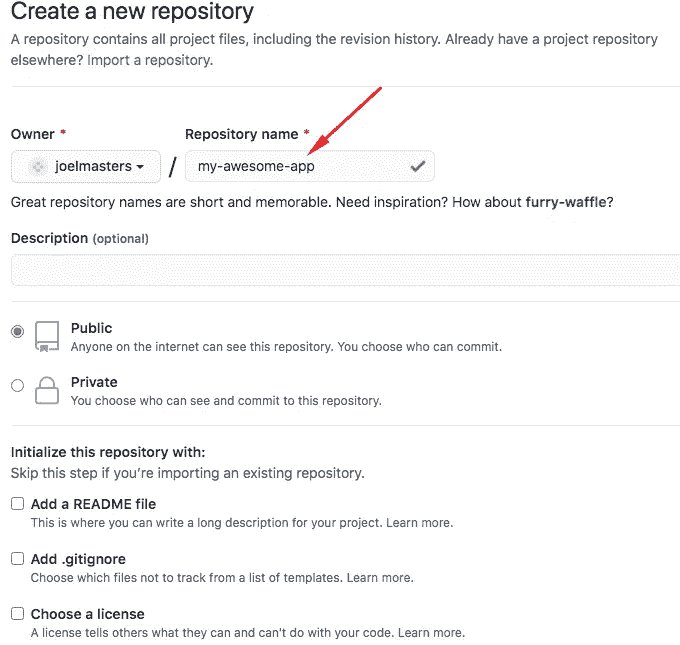 Create a new repository
A repository contains all project files, including the revision history. Already have a project repository
elsewhere? Import a repository.
Owner * Repository name *
joelmasters / my-awesome-app
Great repository names are short and memorable. Need inspiration? How about furry-waffle?
Description (optional)
Public
Anyone on the internet can see this repository. You choose who can commit.
Private
You choose who can see and commit to this repository.
Initialize this repository with:
Skip this step if you're importing an existing repository.
Add a README file
This is where you can write a long description for your project. Learn more.
Add .gitignore
Choose which files not to track from a list of templates. Learn more.
Choose a license
A license tells others what they can and can't do with your code. Learn more.